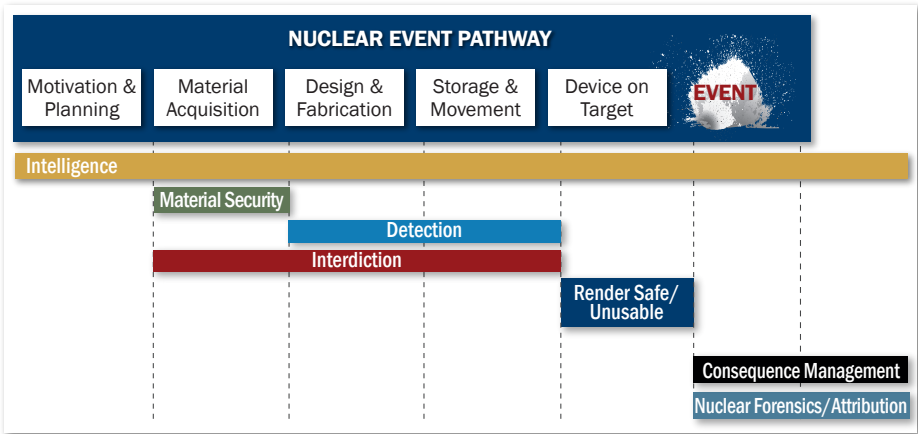 NUCLEAR EVENT PATHWAY
Motivation &
Planning
Material
Acquisition
Design &
Fabrication
Storage &
Movement
Device on
Target
EVENT
Intelligence
Material Security
Detection
Interdiction
Render Safe/
Unusable
Consequence Management
Nuclear Forensics/Attribution